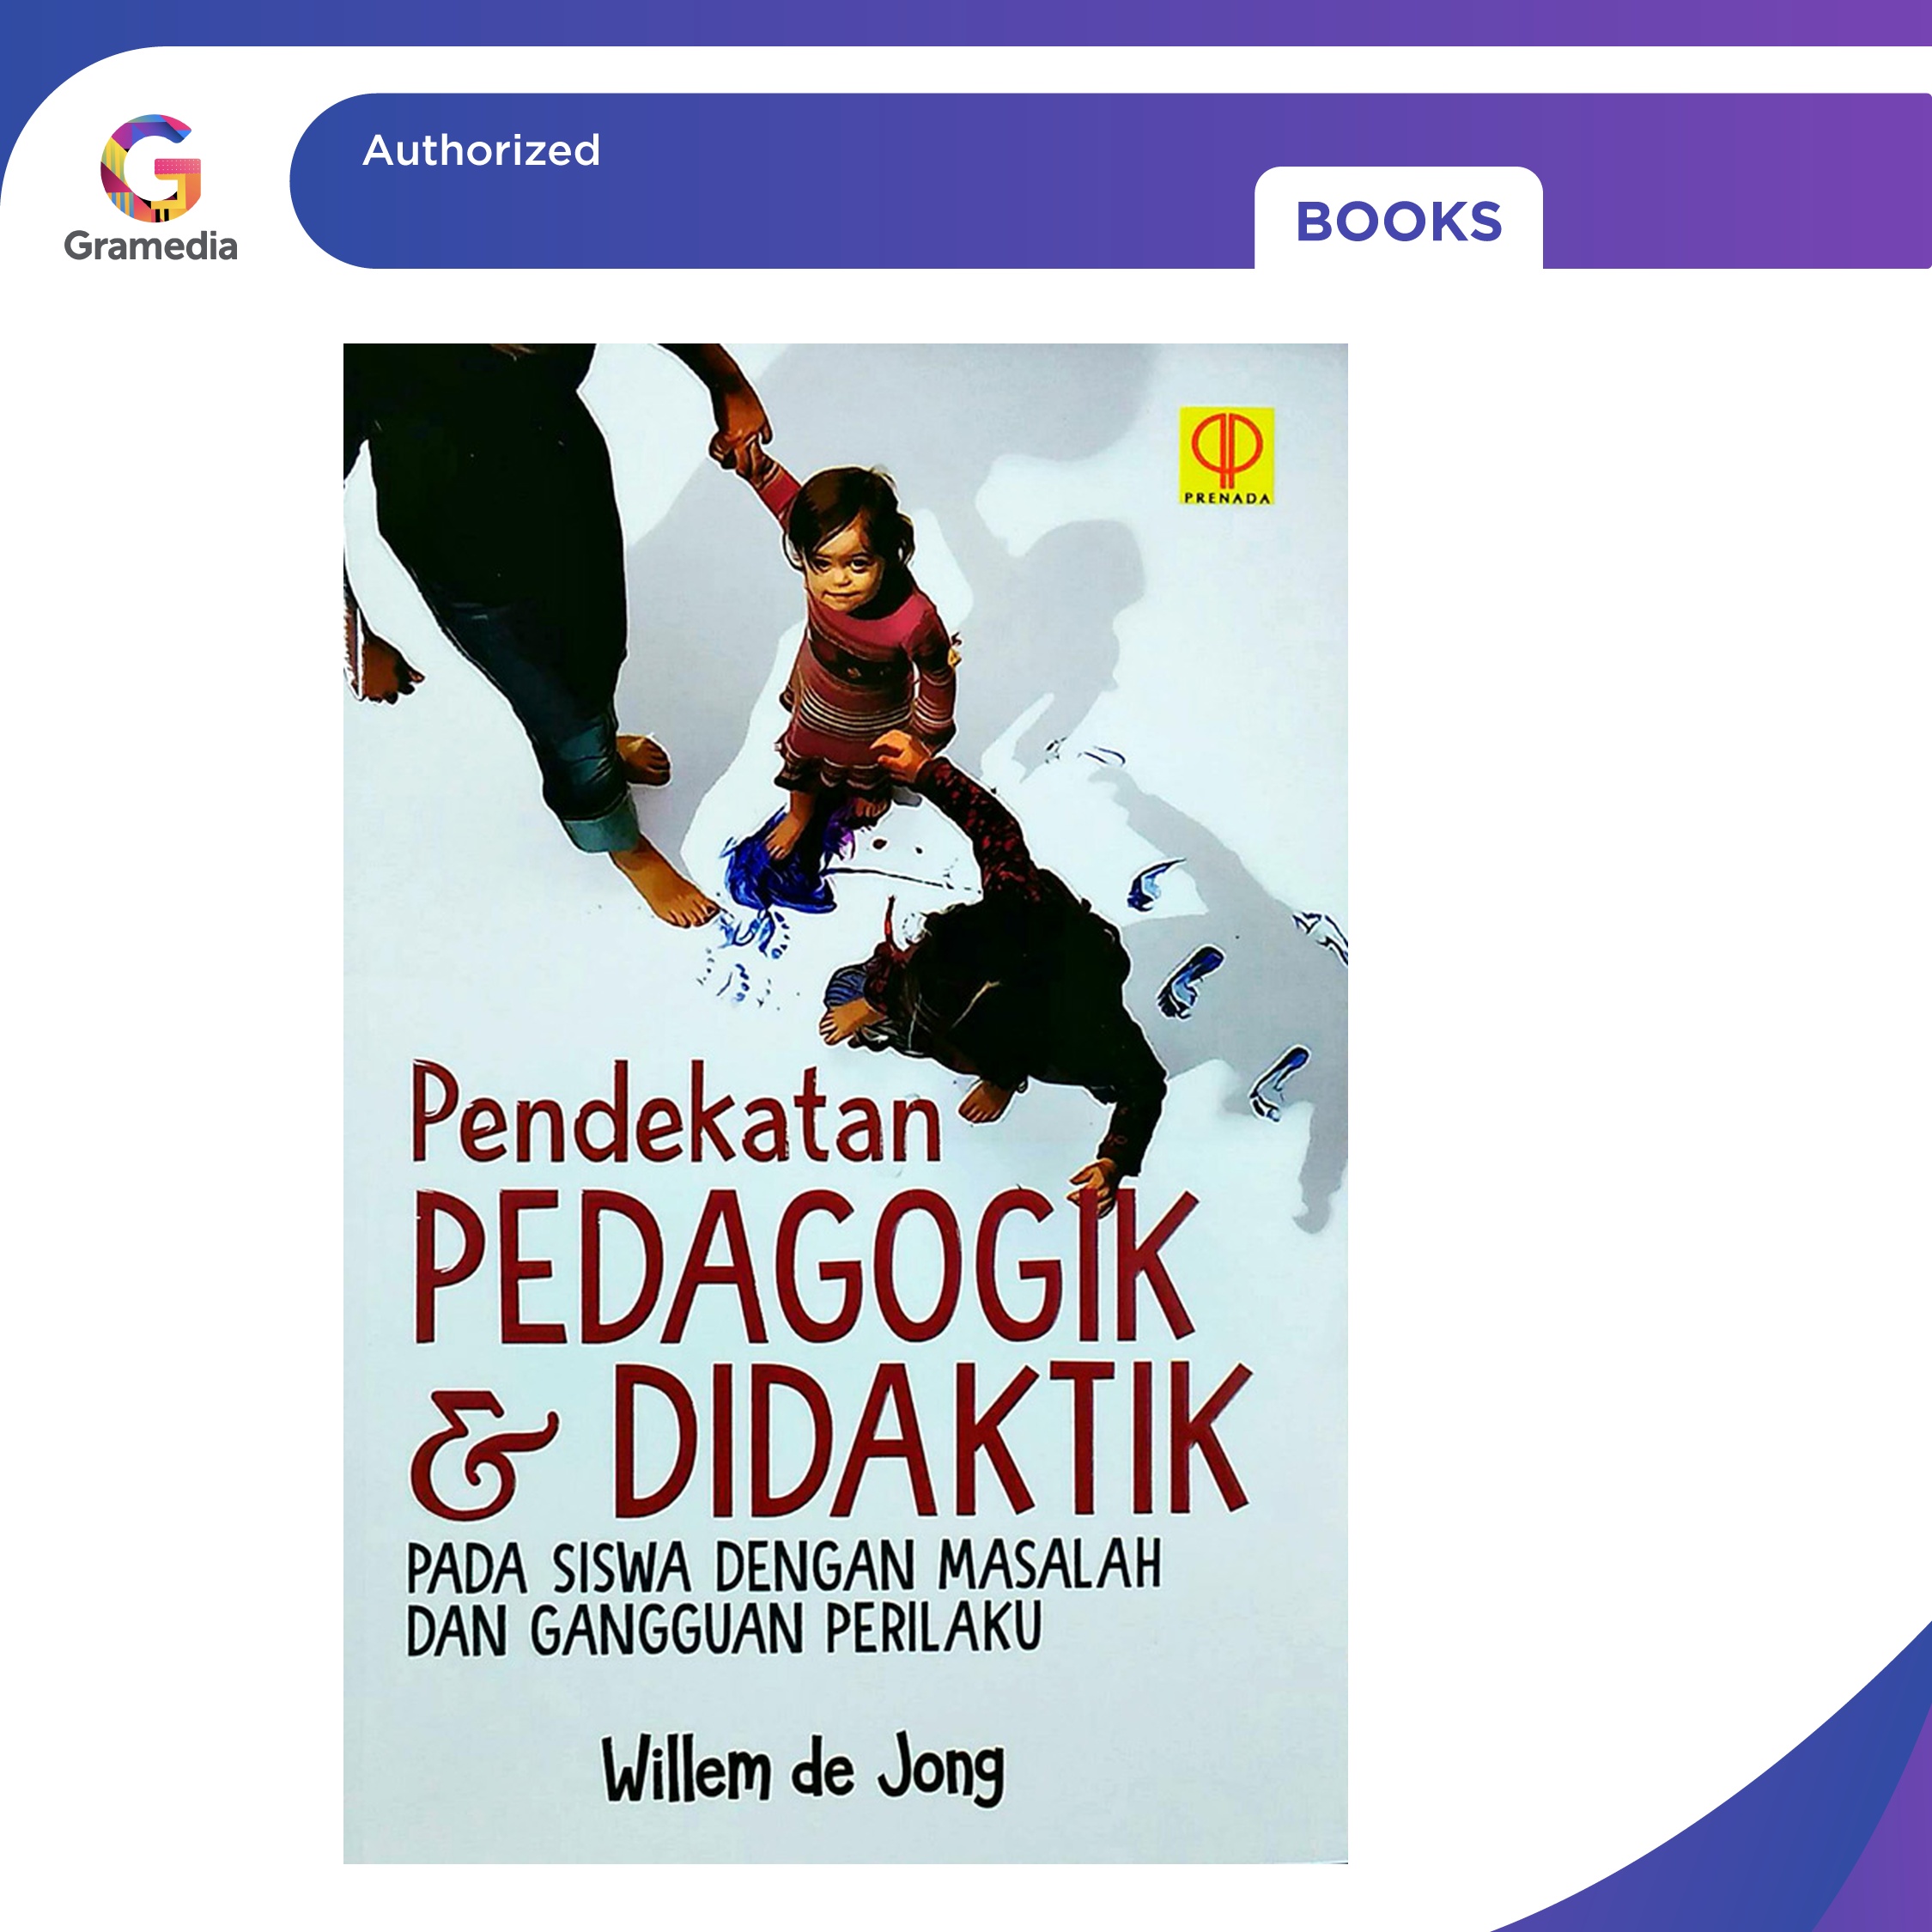 Gramedia
Authorized
BOOKS
PRENADA
Pendekatan
PEDAGOGIK
& DIDAKTIK
PADA SISWA DENGAN MASALAH
DAN GANGGUAN PERILAKU
Willem de Jong